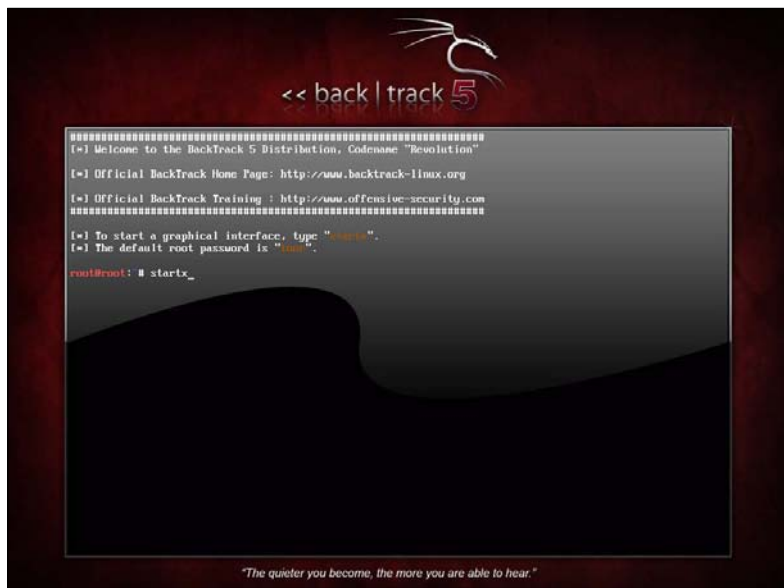 << back | track 5
######################################################################
[*] Welcome to the BackTrack 5 Distribution, Codename "Revolution"
[*] Official BackTrack Home Page: http://www.backtrack-linux.org
[*] Official BackTrack Training : http://www.offensive-security.com
######################################################################
[*] To start a graphical interface, type "startx".
[*] The default root password is "toor".
root@root: # startx_
"The quieter you become, the more you are able to hear."